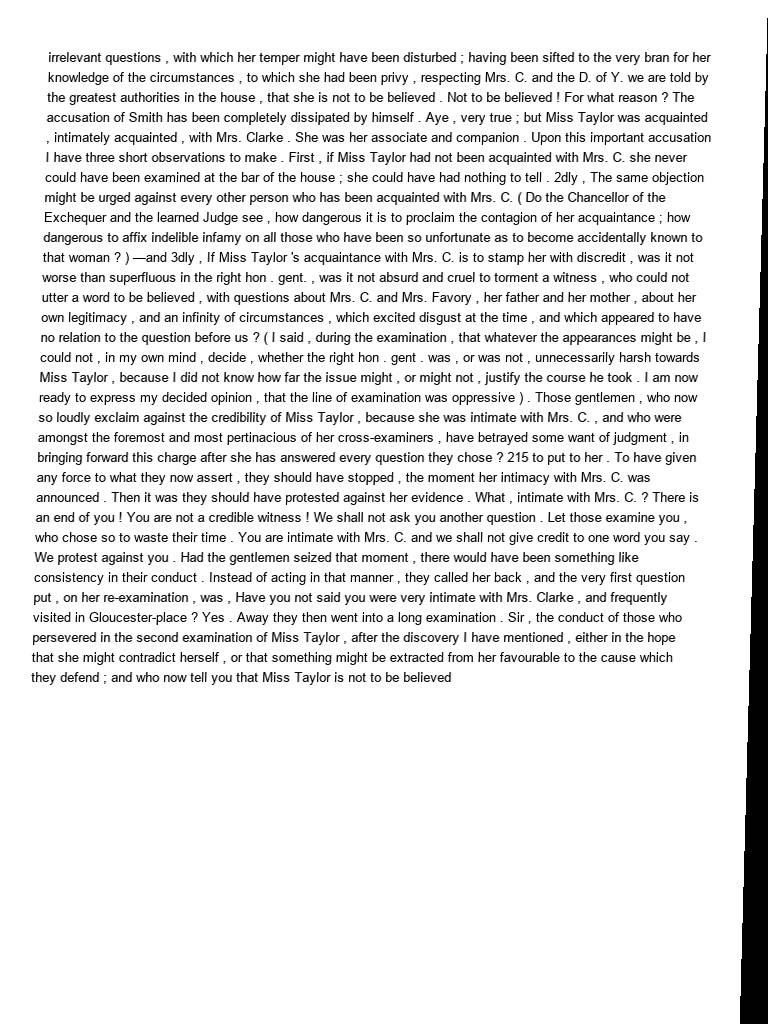 irrelevant questions , with which her temper might have been disturbed ; having been sifted to the very bran for her
knowledge of the circumstances , to which she had been privy , respecting Mrs. C. and the D. of Y. we are told by
the greatest authorities in the house , that she is not to be believed . Not to be believed ! For what reason ? The
accusation of Smith has been completely dissipated by himself . Aye , very true ; but Miss Taylor was acquainted
, intimately acquainted , with Mrs. Clarke . She was her associate and companion . Upon this important accusation
I have three short observations to make . First , if Miss Taylor had not been acquainted with Mrs. C. she never
could have been examined at the bar of the house ; she could have had nothing to tell . 2dly , The same objection
might be urged against every other person who has been acquainted with Mrs. C. ( Do the Chancellor of the
Exchequer and the learned Judge see , how dangerous it is to proclaim the contagion of her acquaintance ; how
dangerous to affix indelible infamy on all those who have been so unfortunate as to become accidentally known to
that woman ? ) —and 3dly , If Miss Taylor 's acquaintance with Mrs. C. is to stamp her with discredit , was it not
worse than superfluous in the right hon . gent. , was it not absurd and cruel to torment a witness , who could not
utter a word to be believed , with questions about Mrs. C. and Mrs. Favory , her father and her mother , about her
own legitimacy , and an infinity of circumstances , which excited disgust at the time , and which appeared to have
no relation to the question before us ? ( I said , during the examination , that whatever the appearances might be , I
could not , in my own mind , decide , whether the right hon . gent . was , or was not , unnecessarily harsh towards
Miss Taylor , because I did not know how far the issue might , or might not , justify the course he took . I am now
ready to express my decided opinion , that the line of examination was oppressive ) . Those gentlemen , who now
so loudly exclaim against the credibility of Miss Taylor , because she was intimate with Mrs. C. , and who were
amongst the foremost and most pertinacious of her cross-examiners , have betrayed some want of judgment , in
bringing forward this charge after she has answered every question they chose ? 215 to put to her . To have given
any force to what they now assert , they should have stopped , the moment her intimacy with Mrs. C. was
announced . Then it was they should have protested against her evidence . What , intimate with Mrs. C. ? There is
an end of you ! You are not a credible witness ! We shall not ask you another question . Let those examine you ,
who chose so to waste their time . You are intimate with Mrs. C. and we shall not give credit to one word you say .
We protest against you . Had the gentlemen seized that moment , there would have been something like
consistency in their conduct . Instead of acting in that manner , they called her back , and the very first question
put , on her re-examination , was , Have you not said you were very intimate with Mrs. Clarke , and frequently
visited in Gloucester-place ? Yes . Away they then went into a long examination . Sir , the conduct of those who
persevered in the second examination of Miss Taylor , after the discovery I have mentioned , either in the hope
that she might contradict herself , or that something might be extracted from her favourable to the cause which
they defend ; and who now tell you that Miss Taylor is not to be believed